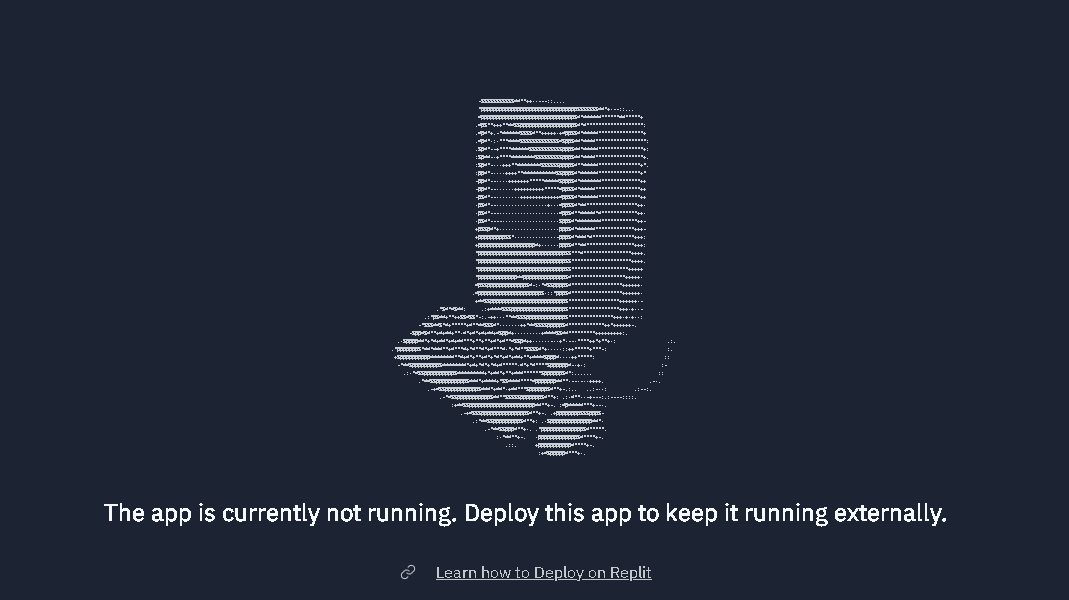 The app is currently not running. Deploy this app to keep it running externally.
Learn how to Deploy on Replit